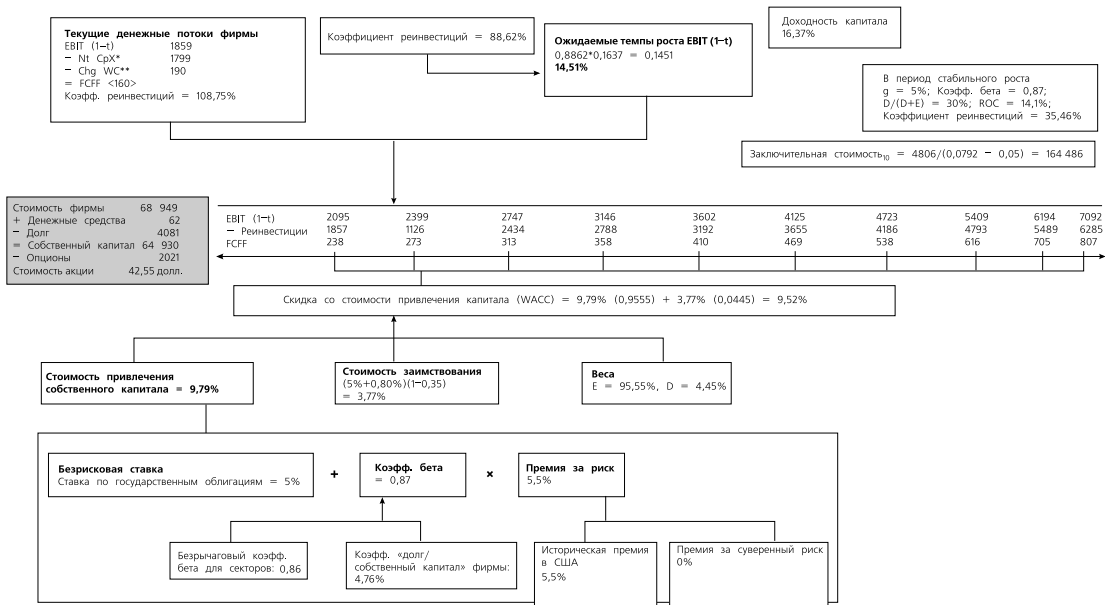 Текущие денежные потоки фирмы
EBIT (1−t) 1859
− Nt CpX* 1799
− Chg WC** 190
= FCFF <160>
Коэфф. реинвестиций = 108,75%
Коэффициент реинвестиций = 88,62%
Ожидаемые темпы роста EBIT (1−t)
0,8862*0,1637 = 0,1451
14,51%
Доходность капитала
16,37%
В период стабильного роста
g = 5%; Коэфф. бета = 0,87;
D/(D+E) = 30%; ROC = 14,1%;
Коэффициент реинвестиций = 35,46%
Заключительная стоимость₁₀ = 4806/(0,0792 − 0,05) = 164 486
Стоимость фирмы 68 949
+ Денежные средства 62
− Долг 4081
= Собственный капитал 64 930
− Опционы 2021
Стоимость акции 42,55 долл.
EBIT (1−t) 2095 2399 2747 3146 3602 4125 4723 5409 6194 7092
− Реинвестиции 1857 1126 2434 2788 3192 3655 4186 4793 5489 6285
FCFF 238 273 313 358 410 469 538 616 705 807
Скидка со стоимости привлечения капитала (WACC) = 9,79% (0,9555) + 3,77% (0,0445) = 9,52%
Стоимость привлечения
собственного капитала = 9,79%
Стоимость заимствования
(5%+0,80%)(1−0,35)
= 3,77%
Веса
E = 95,55%, D = 4,45%
Безрисковая ставка
Ставка по государственным облигациям = 5%
+
Коэфф. бета
= 0,87
×
Премия за риск
5,5%
Безрычаговый коэфф.
бета для секторов: 0,86
Коэфф. «долг/
собственный капитал» фирмы:
4,76%
Историческая премия
в США
5,5%
Премия за суверенный риск
0%